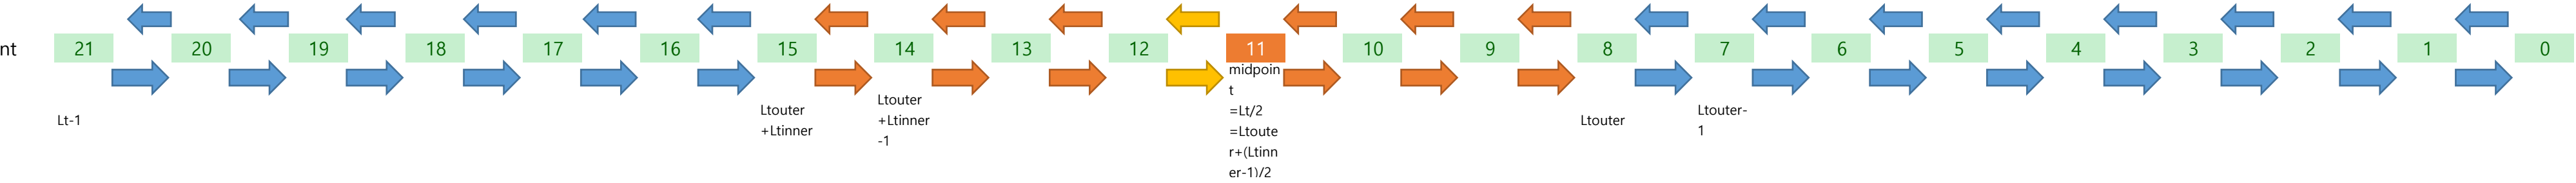 nt 21 20 19 18 17 16 15 14 13 12 11 10 9 8 7 6 5 4 3 2 1 0
Lt-1
Ltouter
+Ltinner
Ltouter
+Ltinner
-1
midpoin
t
=Lt/2
=Ltoute
r+(Ltinn
er-1)/2
Ltouter
Ltouter-
1